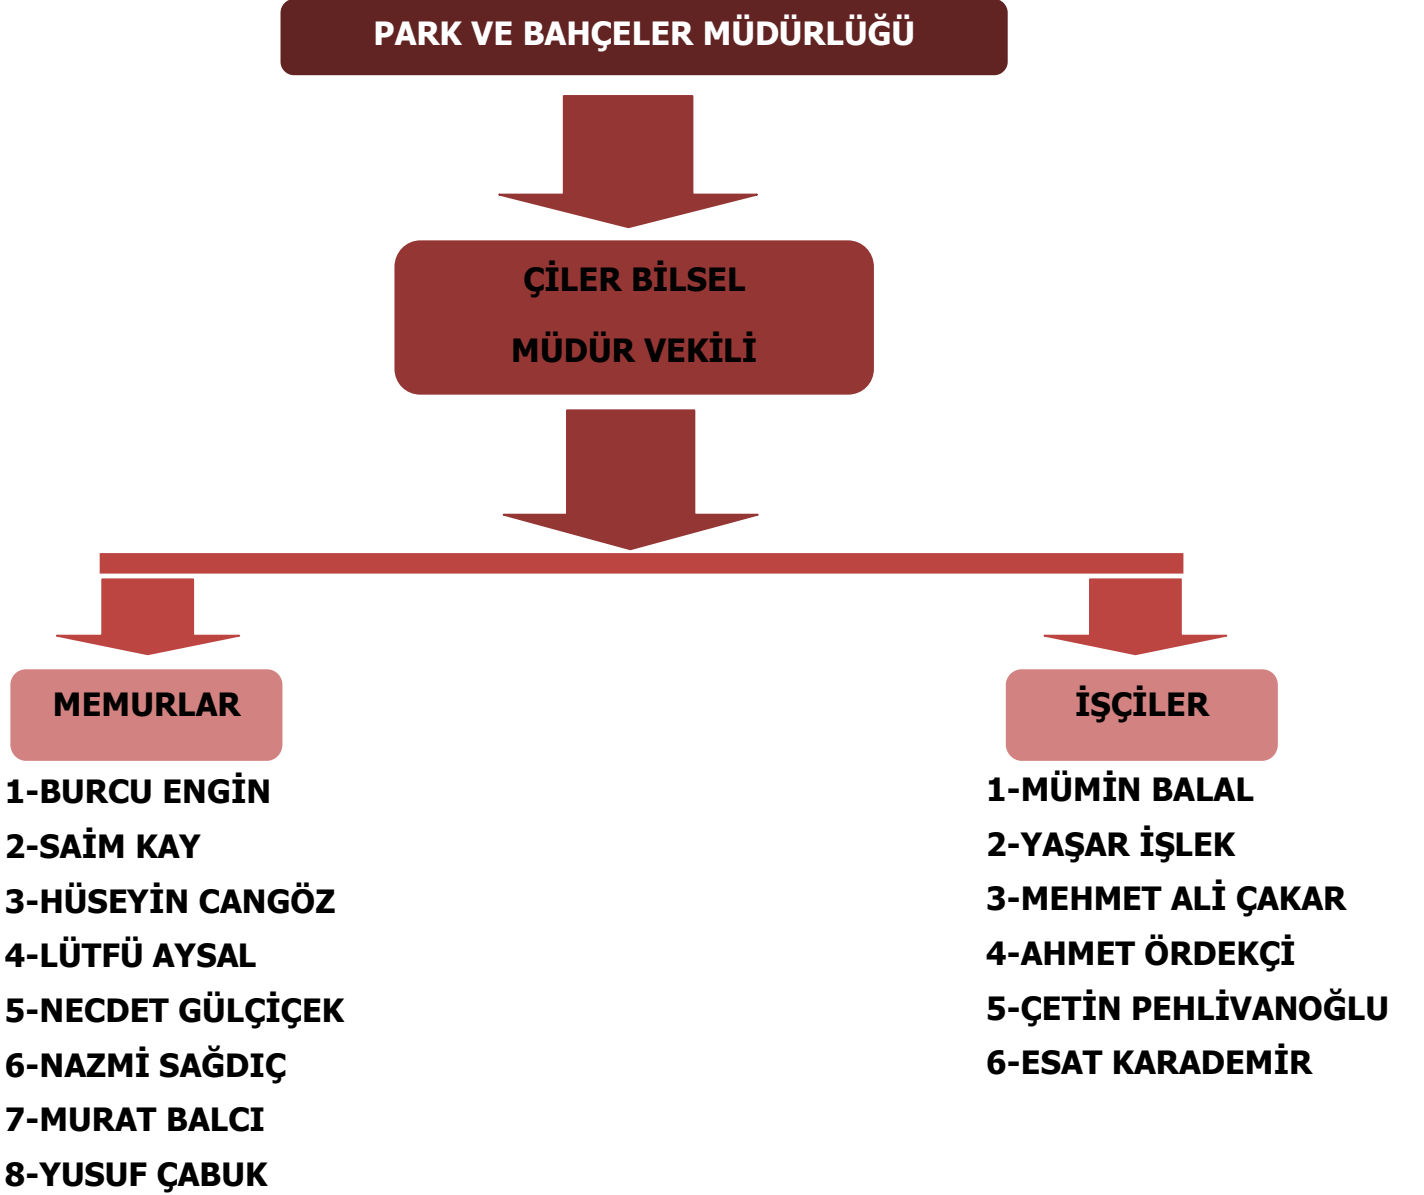 PARK VE BAHÇELER MÜDÜRLÜĞÜ
ÇİLER BİLSEL
MÜDÜR VEKİLİ
MEMURLAR
1-BURCU ENGİN
2-SAİM KAY
3-HÜSEYİN CANGÖZ
4-LÜTFÜ AYSAL
5-NECDET GÜLÇİÇEK
6-NAZMİ SAĞDIÇ
7-MURAT BALCI
8-YUSUF ÇABUK
İŞÇİLER
1-MÜMİN BALAL
2-YAŞAR İŞLEK
3-MEHMET ALİ ÇAKAR
4-AHMET ÖRDEKÇİ
5-ÇETİN PEHLİVANOĞLU
6-ESAT KARADEMİR